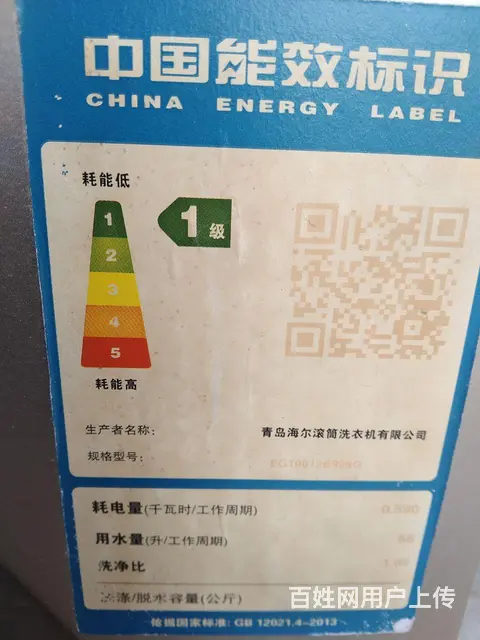 中国能效标识
CHINA ENERGY LABEL
耗能低
1
1级
2
3
4
5
耗能高
生产者名称: 青岛海尔滚筒洗衣机有限公司
规格型号:
耗电量(千瓦时/工作周期)
用水量(升/工作周期)
洗净比
洗涤/脱水容量(公斤)
依据国家标准: GB 12021.4-2013
百姓网用户上传